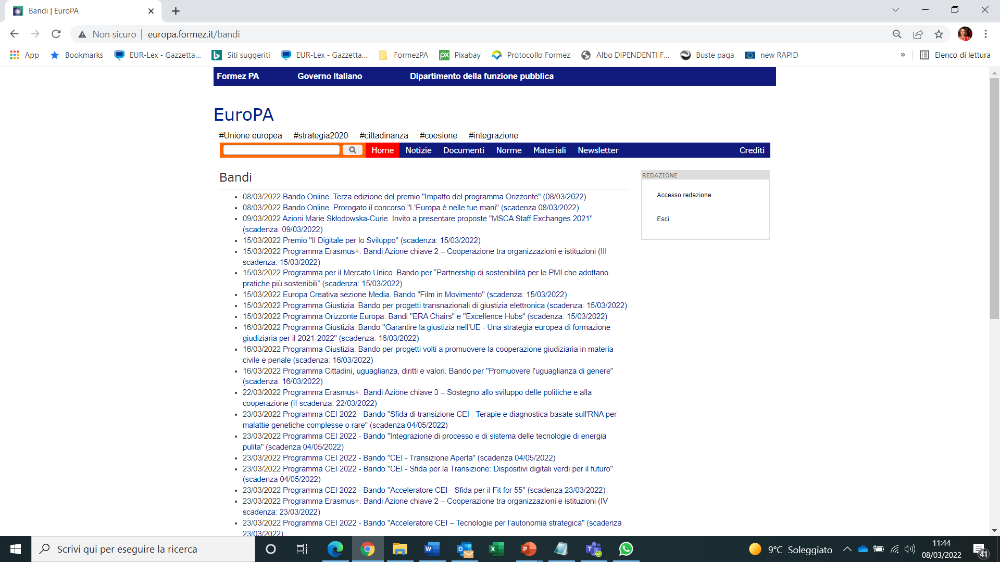 Bandi | EuroPA
Non sicuro | europa.formez.it/bandi
App Bookmarks EUR-Lex - Gazzetta... Siti suggeriti EUR-Lex - Gazzetta... FormezPA Pixabay Protocollo Formez Albo DIPENDENTI F... Buste paga new RAPID » Elenco di lettura
Formez PA Governo Italiano Dipartimento della funzione pubblica
EuroPA
#Unione europea #strategia2020 #cittadinanza #coesione #integrazione
Home Notizie Documenti Norme Materiali Newsletter Crediti
Bandi
08/03/2022 Bando Online. Terza edizione del premio "Impatto del programma Orizzonte" (08/03/2022)
08/03/2022 Bando Online. Prorogato il concorso "L'Europa è nelle tue mani" (scadenza 08/03/2022)
09/03/2022 Azioni Marie Skłodowska-Curie. Invito a presentare proposte "MSCA Staff Exchanges 2021"
(scadenza: 09/03/2022)
15/03/2022 Premio "Il Digitale per lo Sviluppo" (scadenza: 15/03/2022)
15/03/2022 Programma Erasmus+. Bandi Azione chiave 2 – Cooperazione tra organizzazioni e istituzioni (III
scadenza: 15/03/2022)
15/03/2022 Programma per il Mercato Unico. Bando per “Partnership di sostenibilità per le PMI che adottano
pratiche più sostenibili” (scadenza: 15/03/2022)
15/03/2022 Europa Creativa sezione Media. Bando "Film in Movimento" (scadenza: 15/03/2022)
15/03/2022 Programma Giustizia. Bando per progetti transnazionali di giustizia elettronica (scadenza: 15/03/2022)
15/03/2022 Programma Orizzonte Europa. Bandi "ERA Chairs" e "Excellence Hubs" (scadenza: 15/03/2022)
16/03/2022 Programma Giustizia. Bando "Garantire la giustizia nell'UE - Una strategia europea di formazione
giudiziaria per il 2021-2022" (scadenza: 16/03/2022)
16/03/2022 Programma Giustizia. Bando per progetti volti a promuovere la cooperazione giudiziaria in materia
civile e penale (scadenza: 16/03/2022)
16/03/2022 Programma Cittadini, uguaglianza, diritti e valori. Bando per "Promuovere l'uguaglianza di genere"
(scadenza: 16/03/2022)
22/03/2022 Programma Erasmus+. Bandi Azione chiave 3 – Sostegno allo sviluppo delle politiche e alla
cooperazione (II scadenza: 22/03/2022)
23/03/2022 Programma CEI 2022 - Bando "Sfida di transizione CEI - Terapie e diagnostica basate sull'RNA per
malattie genetiche complesse o rare" (scadenza 04/05/2022)
23/03/2022 Programma CEI 2022 - Bando "Integrazione di processo e di sistema delle tecnologie di energia
pulita" (scadenza 04/05/2022)
23/03/2022 Programma CEI 2022 - Bando "CEI - Transizione Aperta" (scadenza 04/05/2022)
23/03/2022 Programma CEI 2022 - Bando "CEI - Sfida per la Transizione: Dispositivi digitali verdi per il futuro"
(scadenza 04/05/2022)
23/03/2022 Programma CEI 2022 - Bando "Acceleratore CEI - Sfida per il Fit for 55" (scadenza 23/03/2022)
23/03/2022 Programma Erasmus+. Bandi Azione chiave 2 – Cooperazione tra organizzazioni e istituzioni (IV
scadenza: 23/03/2022)
23/03/2022 Programma CEI 2022 - Bando "Acceleratore CEI – Tecnologie per l’autonomia strategica" (scadenza
23/03/2022)
REDAZIONE
Accesso redazione
Esci
Scrivi qui per eseguire la ricerca
9°C Soleggiato
11:44
08/03/2022
41